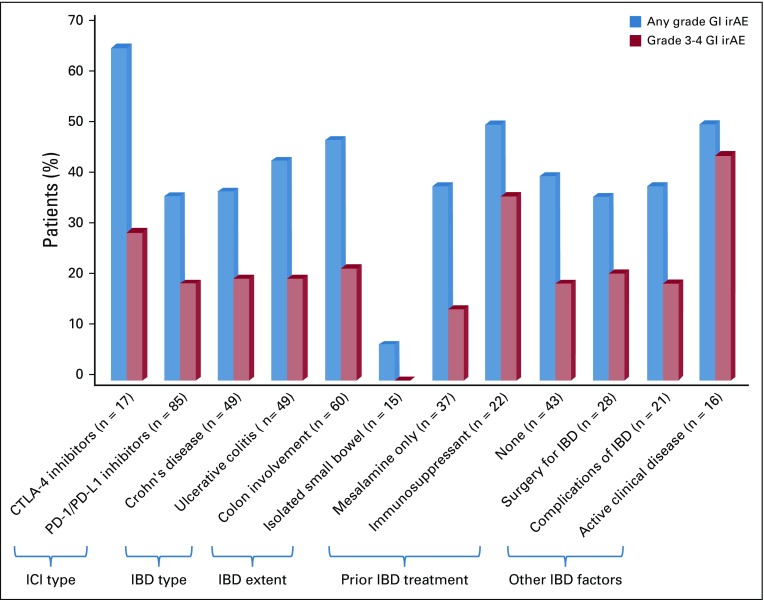 70
60
50
40
30
20
10
0
Patients (%)
Any grade GI irAE
Grade 3-4 GI irAE
CTLA-4 inhibitors (n = 17)
PD-1/PD-L1 inhibitors (n = 85)
Crohn's disease (n = 49)
Ulcerative colitis ( n= 49)
Colon involvement (n = 60)
Isolated small bowel (n = 15)
Mesalamine only (n = 37)
Immunosuppressant (n = 22)
None (n = 43)
Surgery for IBD (n = 28)
Complications of IBD (n = 21)
Active clinical disease (n = 16)
ICI type
IBD type
IBD extent
Prior IBD treatment
Other IBD factors